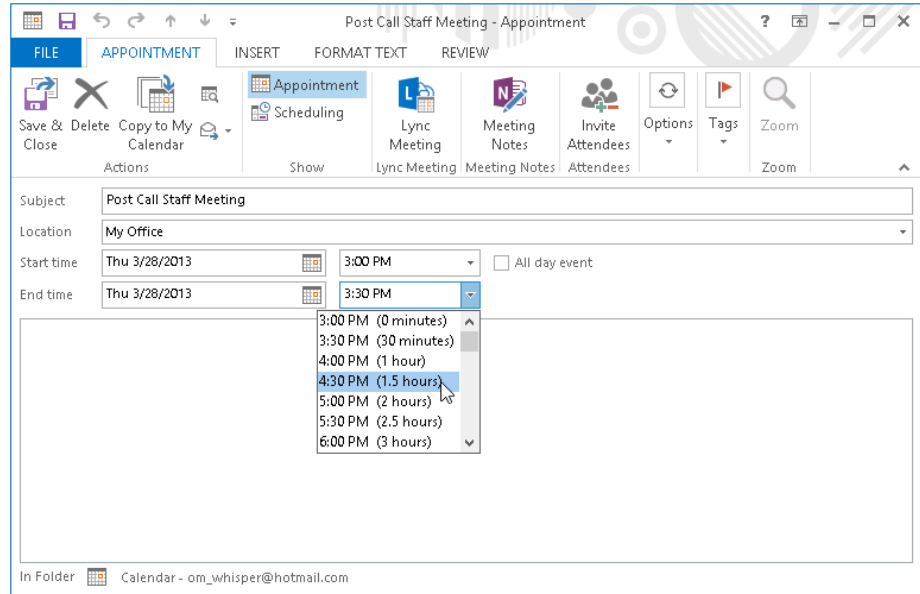 Post Call Staff Meeting - Appointment ?
FILE APPOINTMENT INSERT FORMAT TEXT REVIEW
Save & Close
Delete
Copy to My Calendar
Actions
Appointment
Scheduling
Show
Lync Meeting
Lync Meeting
Meeting Notes
Meeting Notes
Invite Attendees
Attendees
Options
Tags
Zoom
Zoom
Subject Post Call Staff Meeting
Location My Office
Start time Thu 3/28/2013 3:00 PM All day event
End time Thu 3/28/2013 3:30 PM
3:00 PM (0 minutes)
3:30 PM (30 minutes)
4:00 PM (1 hour)
4:30 PM (1.5 hours)
5:00 PM (2 hours)
5:30 PM (2.5 hours)
6:00 PM (3 hours)
In Folder Calendar - om_whisper@hotmail.com